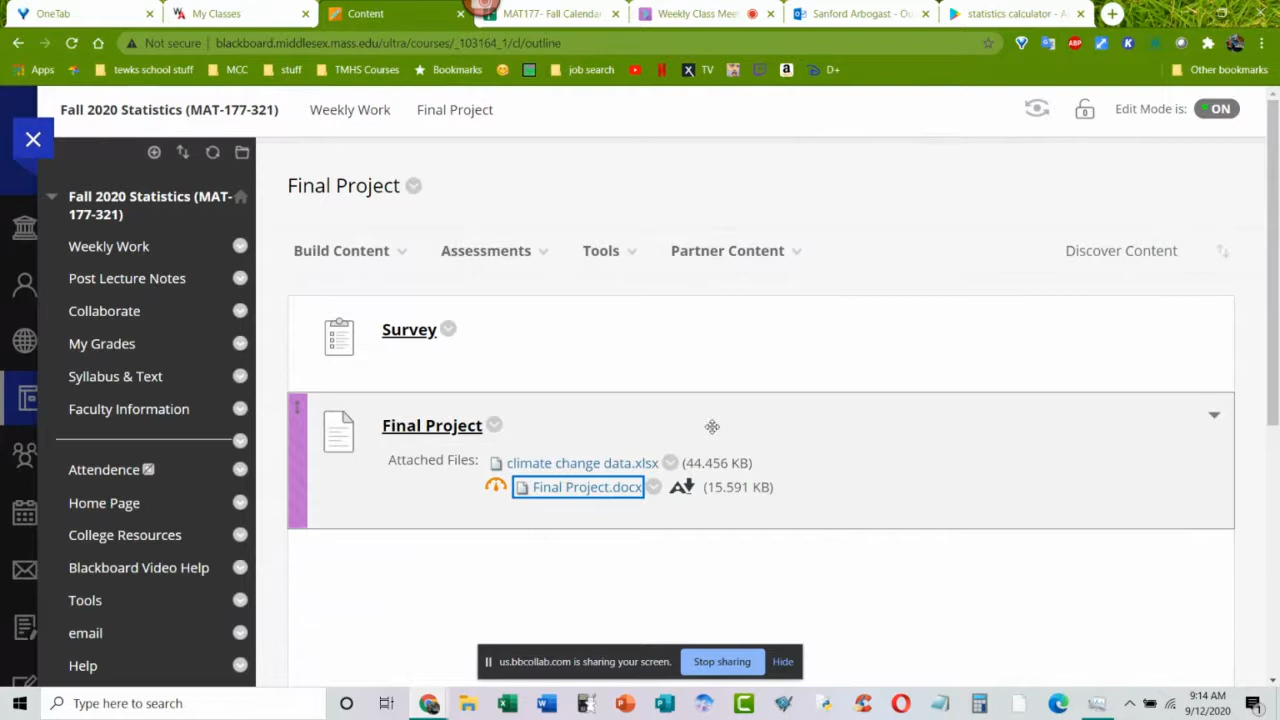 OneTab
My Classes
Content
MAT177- Fall Calenda
Weekly Class Meet
Sanford Arbogast - Ou
statistics calculator - A
Not secure | blackboard.middlesex.mass.edu/ultra/courses/_103164_1/cl/outline
Apps
tewks school stuff
MCC
stuff
TMHS Courses
Bookmarks
job search
TV
D+
Other bookmarks
Fall 2020 Statistics (MAT-177-321)
Weekly Work
Final Project
Edit Mode is:
ON
Fall 2020 Statistics (MAT-
177-321)
Weekly Work
Post Lecture Notes
Collaborate
My Grades
Syllabus & Text
Faculty Information
Attendence
Home Page
College Resources
Blackboard Video Help
Tools
email
Help
Final Project
Build Content
Assessments
Tools
Partner Content
Discover Content
Survey
Final Project
Attached Files:
climate change data.xlsx
(44.456 KB)
Final Project.docx
(15.591 KB)
us.bbcollab.com is sharing your screen.
Stop sharing
Hide
Type here to search
9:14 AM
9/12/2020